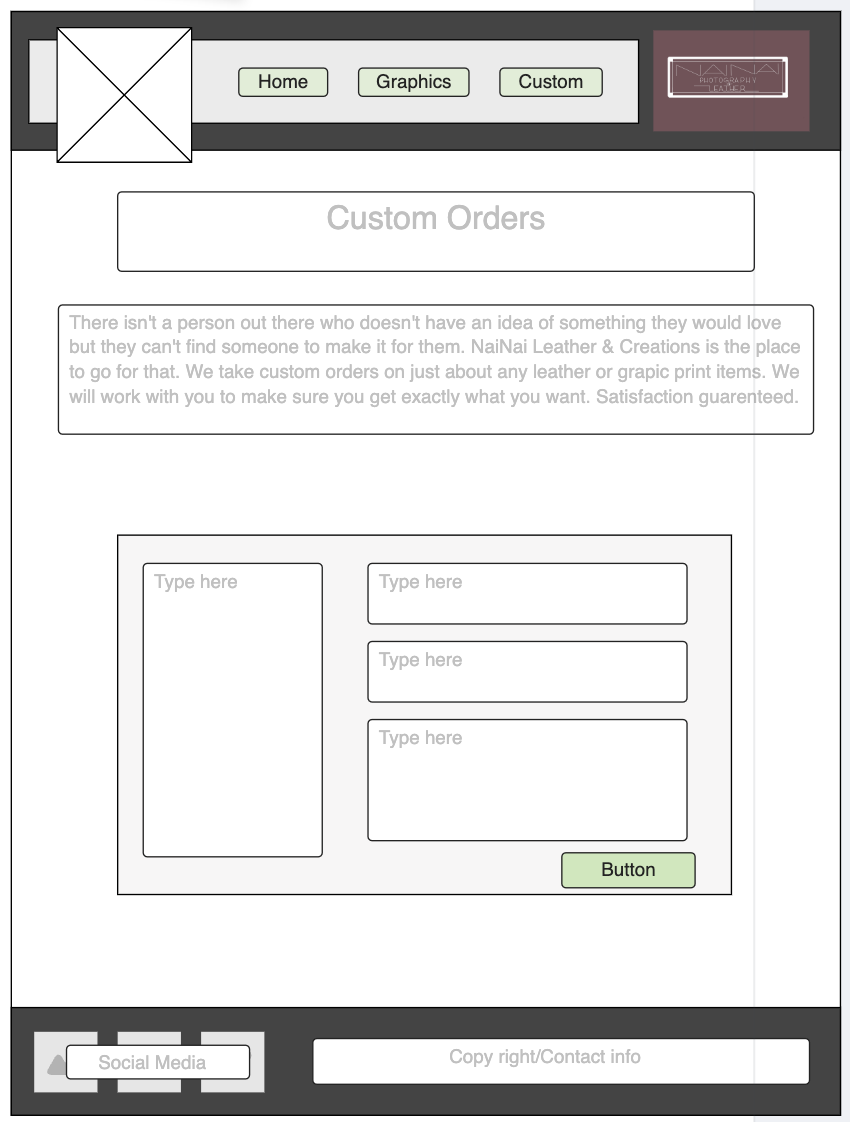 Home
Graphics
Custom
NAINAI
PHOTOGRAPHY
&
LEATHER
Custom Orders
There isn't a person out there who doesn't have an idea of something they would love
but they can't find someone to make it for them. NaiNai Leather & Creations is the place
to go for that. We take custom orders on just about any leather or grapic print items. We
will work with you to make sure you get exactly what you want. Satisfaction guarenteed.
Type here
Type here
Type here
Type here
Button
Social Media
Copy right/Contact info